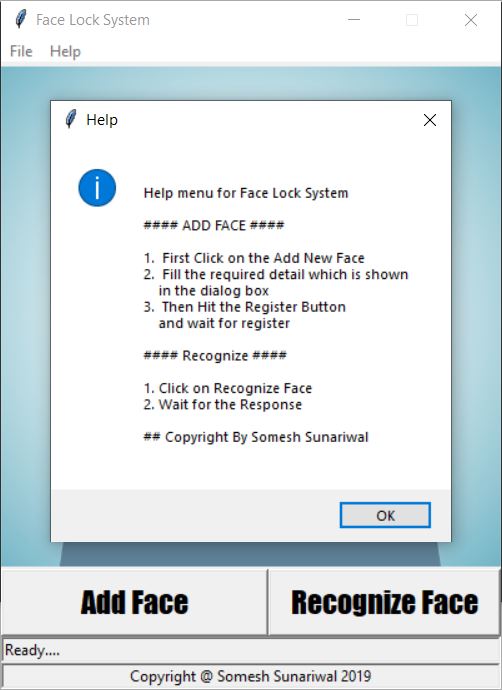 Face Lock System
File Help
Help
Help menu for Face Lock System
#### ADD FACE ####
1. First Click on the Add New Face
2. Fill the required detail which is shown
in the dialog box
3. Then Hit the Register Button
and wait for register
#### Recognize ####
1. Click on Recognize Face
2. Wait for the Response
## Copyright By Somesh Sunariwal
OK
Add Face
Recognize Face
Ready....
Copyright @ Somesh Sunariwal 2019